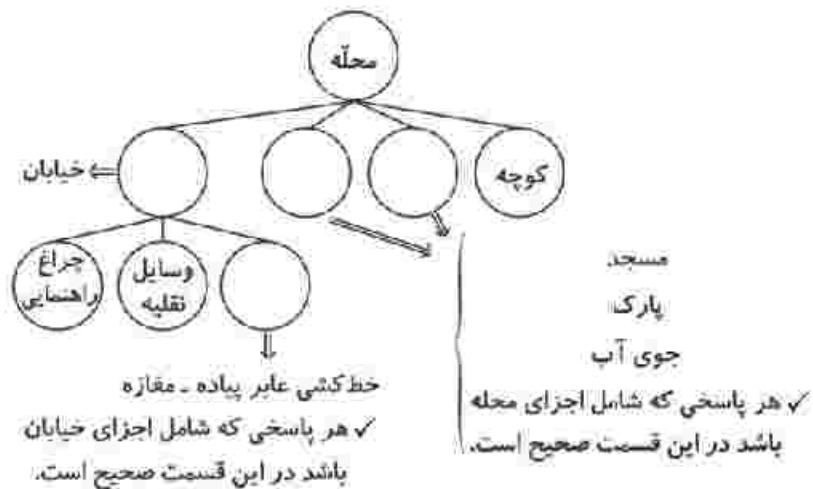 محلّه
خیابان
کوچه
چراغ
راهنمایی
وسایل
نقلیه
مسجد
پارک
جوی آب
✓ هر پاسخی که شامل اجزای محله
باشد در این قسمت صحیح است.
خط‌کشی عابر پیاده ـ مغازه
✓ هر پاسخی که شامل اجزای خیابان
باشد در این قسمت صحیح است.